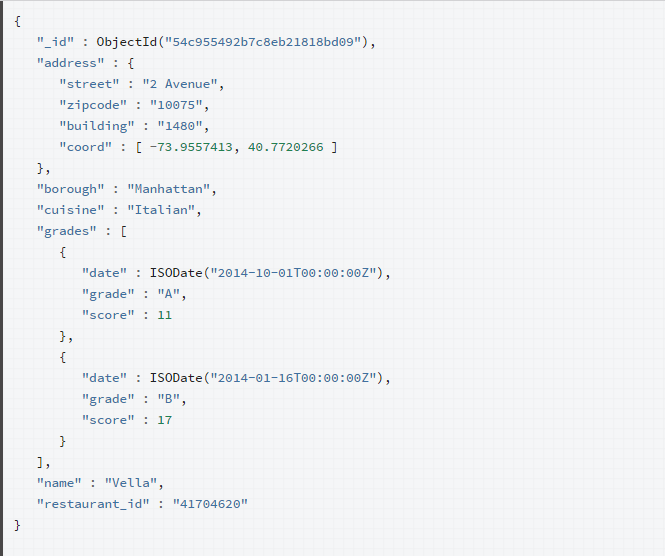 {
"_id" : ObjectId("54c955492b7c8eb21818bd09"),
"address" : {
"street" : "2 Avenue",
"zipcode" : "10075",
"building" : "1480",
"coord" : [ -73.9557413, 40.7720266 ]
},
"borough" : "Manhattan",
"cuisine" : "Italian",
"grades" : [
{
"date" : ISODate("2014-10-01T00:00:00Z"),
"grade" : "A",
"score" : 11
},
{
"date" : ISODate("2014-01-16T00:00:00Z"),
"grade" : "B",
"score" : 17
}
],
"name" : "Vella",
"restaurant_id" : "41704620"
}